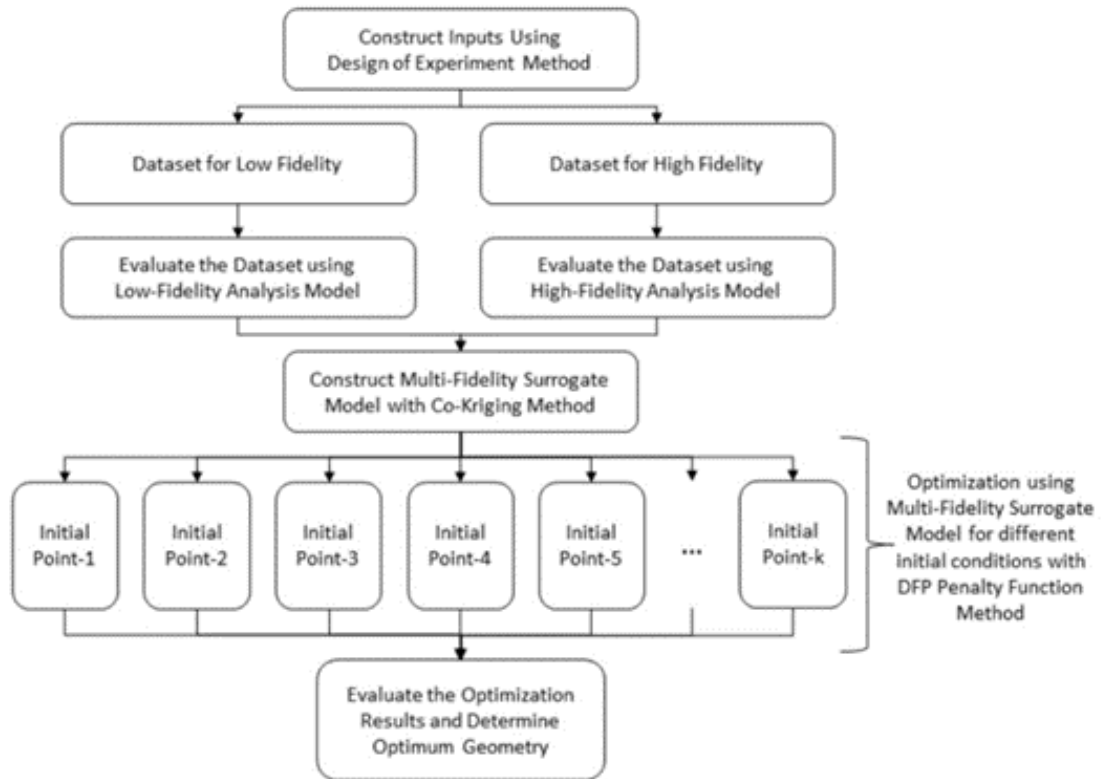 Construct Inputs Using
Design of Experiment Method
Dataset for Low Fidelity
Dataset for High Fidelity
Evaluate the Dataset using
Low-Fidelity Analysis Model
Evaluate the Dataset using
High-Fidelity Analysis Model
Construct Multi-Fidelity Surrogate
Model with Co-Kriging Method
Initial
Point-1
Initial
Point-2
Initial
Point-3
Initial
Point-4
Initial
Point-5
...
Initial
Point-k
Optimization using
Multi-Fidelity Surrogate
Model for different
initial conditions with
DFP Penalty Function
Method
Evaluate the Optimization
Results and Determine
Optimum Geometry